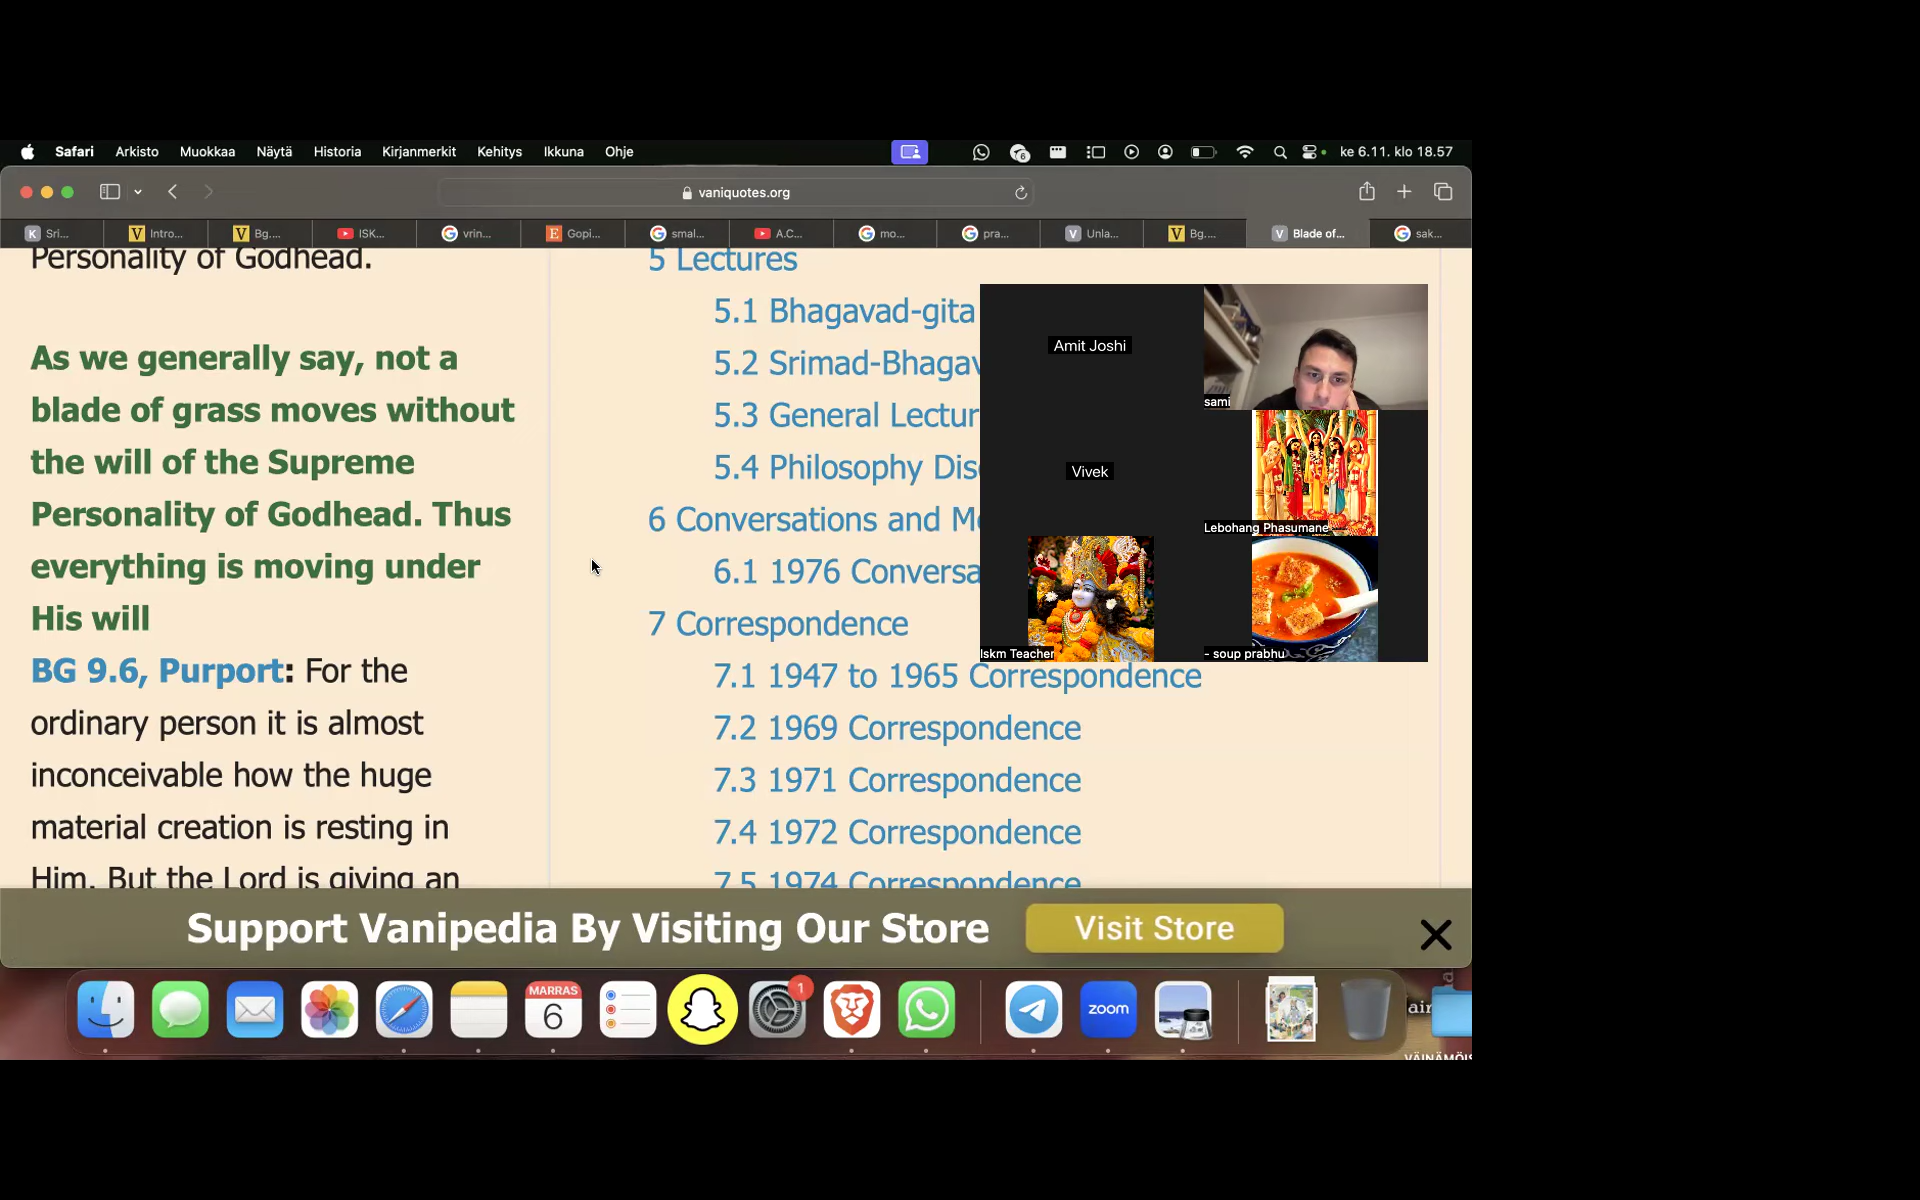 Safari Arkisto Muokkaa Näytä Historia Kirjanmerkit Kehitys Ikkuna Ohje
6
ke 6.11. klo 18.57
vaniquotes.org
K Sri...
V Intro...
V Bg....
ISK...
G vrin...
E Gopi...
G smal...
A.C...
G mo...
G pra...
V Unla...
V Bg....
V Blade of...
G sak...
Personality of Godhead.
As we generally say, not a
blade of grass moves without
the will of the Supreme
Personality of Godhead. Thus
everything is moving under
His will
BG 9.6, Purport: For the
ordinary person it is almost
inconceivable how the huge
material creation is resting in
Him. But the Lord is giving an
5 Lectures
5.1 Bhagavad-gita
5.2 Srimad-Bhagav
5.3 General Lectur
5.4 Philosophy Dis
6 Conversations and M
6.1 1976 Conversa
7 Correspondence
7.1 1947 to 1965 Correspondence
7.2 1969 Correspondence
7.3 1971 Correspondence
7.4 1972 Correspondence
7.5 1974 Correspondence
Amit Joshi
sami
Vivek
Lebohang Phasumane
Iskm Teacher
- soup prabhu
Support Vanipedia By Visiting Our Store
Visit Store
MARRAS
6
1
zoom
air
VÄINÄMÖIS